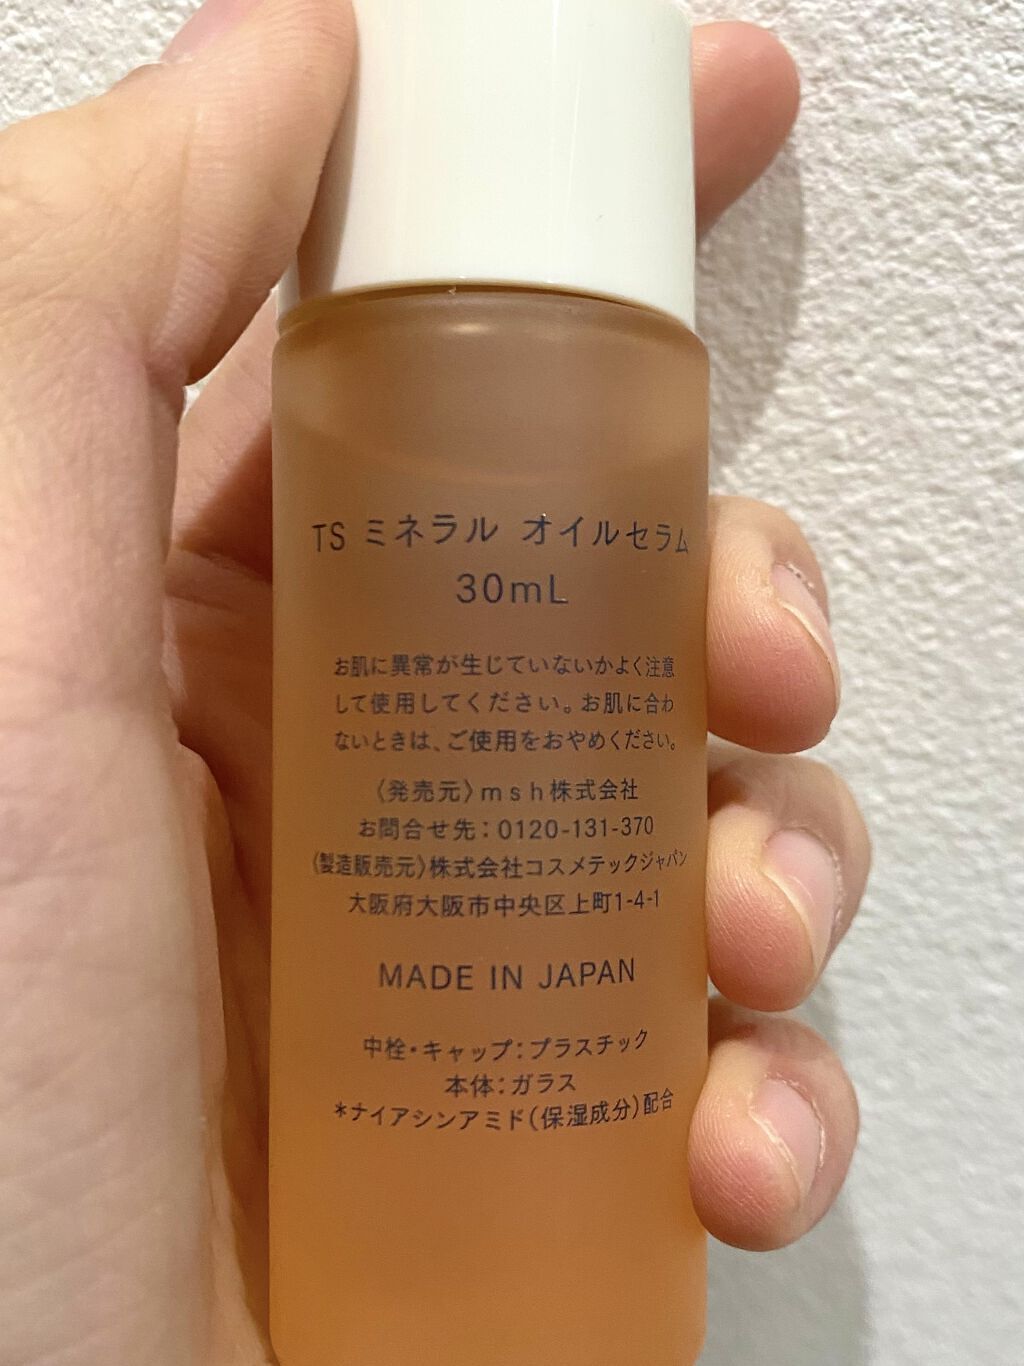 TS ミネラル オイルセラム
30mL
お肌に異常が生じていないかよく注意
して使用してください。お肌に合わ
ないときは、ご使用をおやめください。
〈発売元〉msh株式会社
お問合せ先：0120-131-370
〈製造販売元〉株式会社コスメテックジャパン
大阪府大阪市中央区上町1-4-1
MADE IN JAPAN
中栓・キャップ：プラスチック
本体：ガラス
*ナイアシンアミド（保湿成分）配合